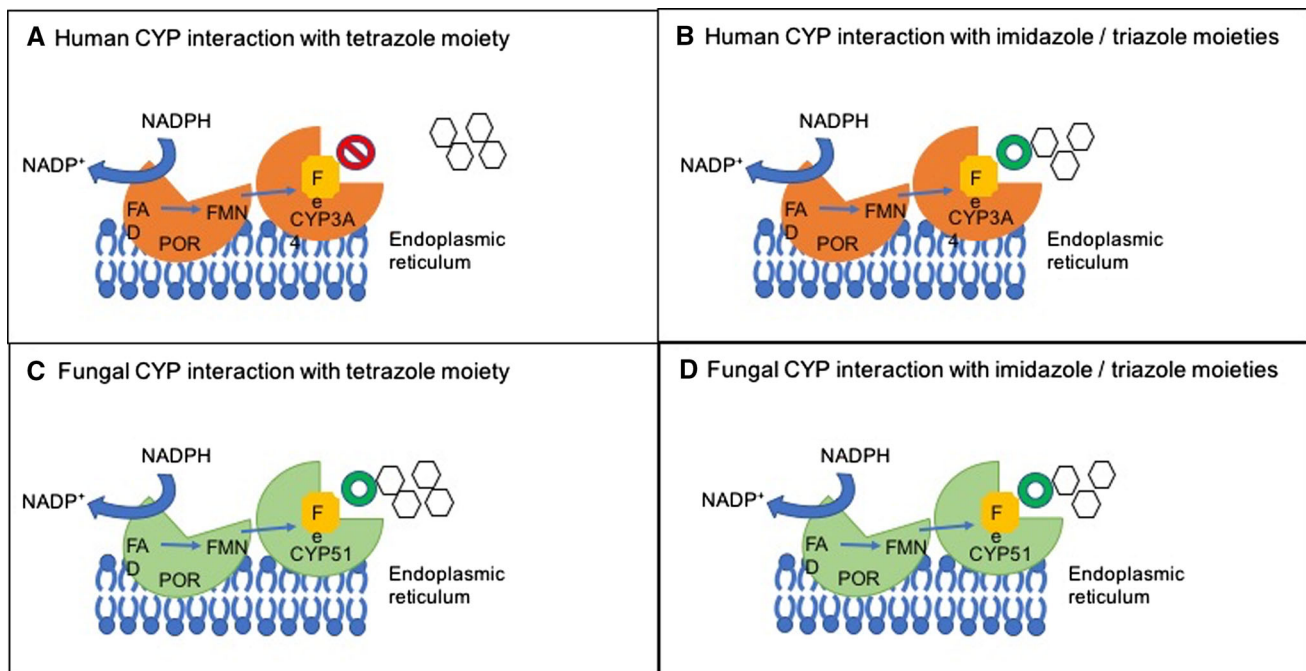 A Human CYP interaction with tetrazole moiety
NADPH
NADP+
FA
D
FMN
POR
F
e
CYP3A
4
Endoplasmic
reticulum
B Human CYP interaction with imidazole / triazole moieties
NADPH
NADP+
FA
D
FMN
POR
F
e
CYP3A
4
Endoplasmic
reticulum
C Fungal CYP interaction with tetrazole moiety
NADPH
NADP+
FA
D
FMN
POR
F
e
CYP51
Endoplasmic
reticulum
D Fungal CYP interaction with imidazole / triazole moieties
NADPH
NADP+
FA
D
FMN
POR
F
e
CYP51
Endoplasmic
reticulum